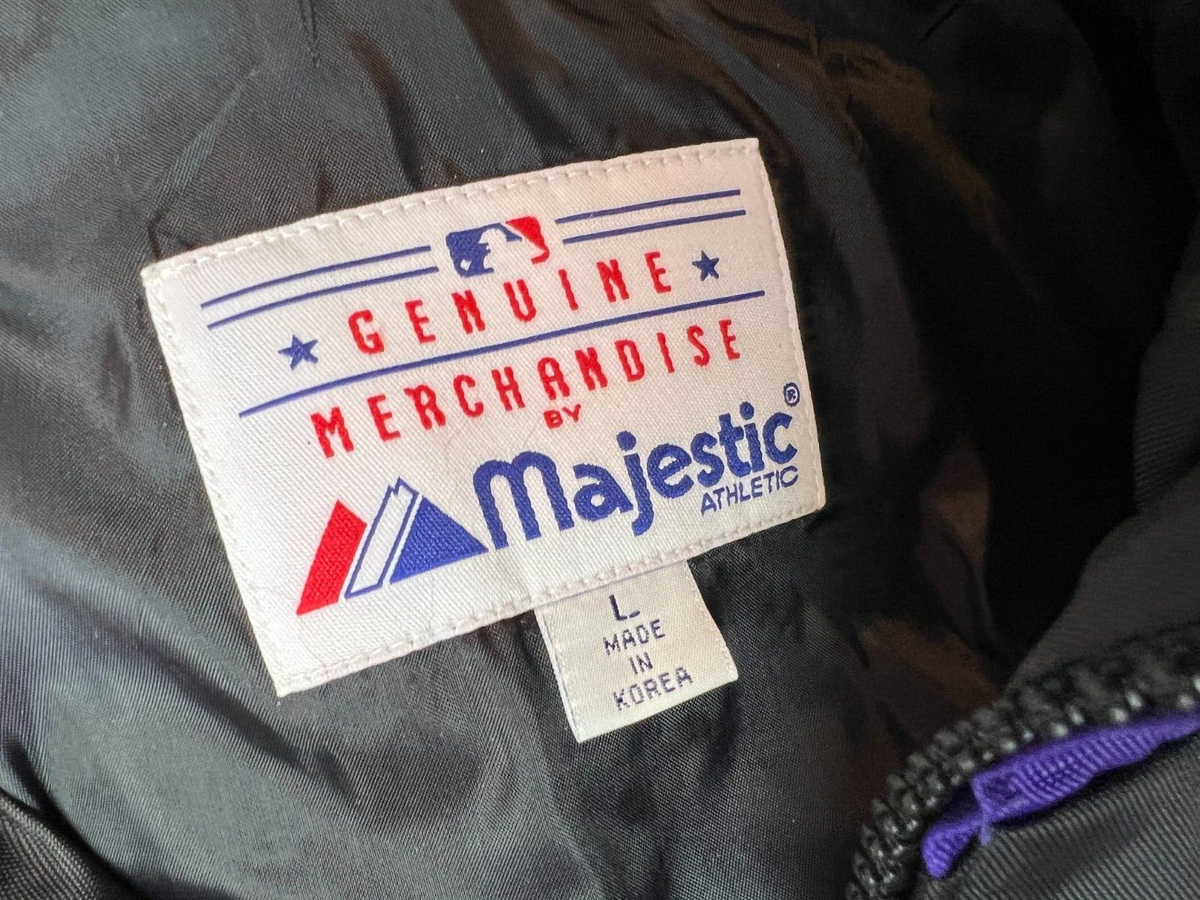 GENUINE
MERCHANDISE
BY
Majestic®
ATHLETIC
L
MADE
IN
KOREA